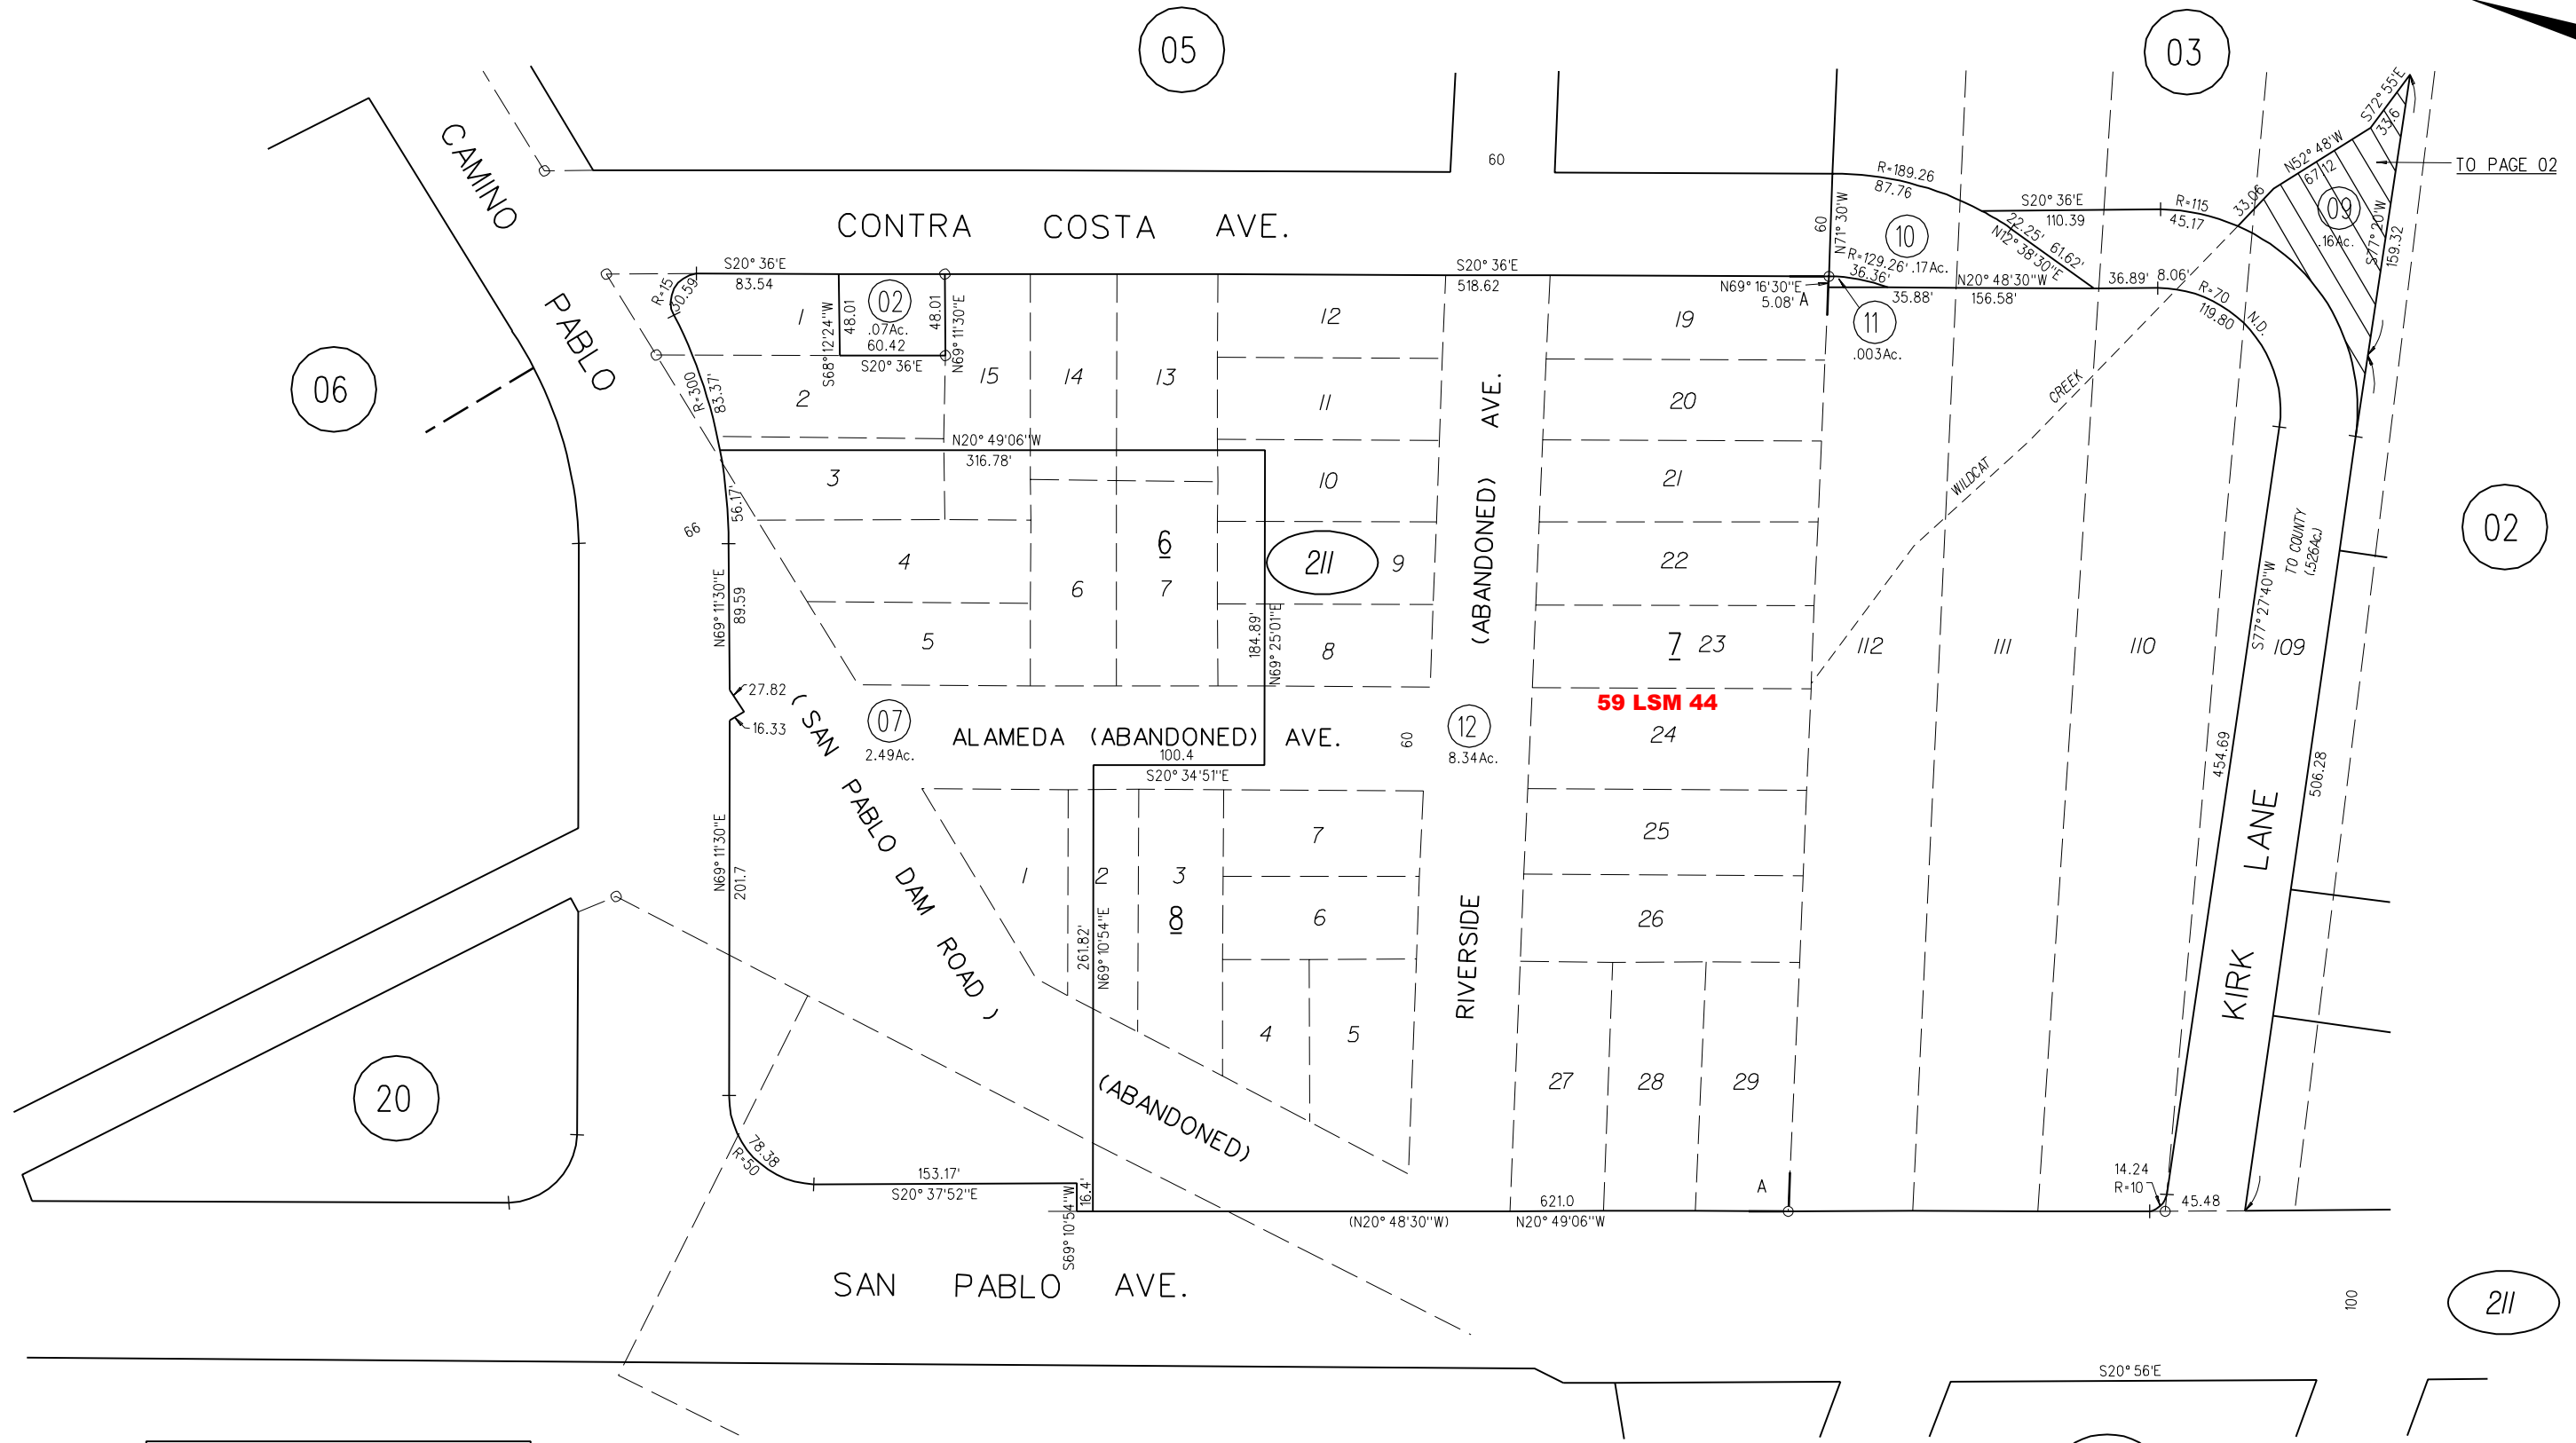 05
03
CAMINO
PABLO
CONTRA COSTA AVE.
60
S72° 55'E
33.6
N52° 48'W
67.12
TO PAGE 02
09
.16Ac.
S77° 20'W
159.32
33.06
R=189.26
87.76
60
N71° 30'W
10
.17Ac.
R=129.26'
36.36'
S20° 36'E
110.39
R=115
45.17
22.25' 61.62'
N12° 38'30"E
N20° 48'30"W
156.58'
35.88'
36.89' 8.06'
R=70
119.80
N.D.
N69° 16'30"E
5.08'
A
11
.003Ac.
S20° 36'E
83.54
R=15
30.59
S20° 36'E
518.62
1
S68° 12'24"W
48.01
02
.07Ac.
60.42
S20° 36'E
48.01
N69° 11'30"E
06
R=300
83.37'
2
15
14
13
12
11
19
20
N20° 49'06"W
316.78'
3
10
21
56.17'
66
4
6
6
7
211
9
22
5
8
7
23
184.89'
N69° 25'01"E
RIVERSIDE (ABANDONED) AVE.
WILDCAT CREEK
112
111
110
109
S77° 27'40"W
454.69
TO COUNTY
(.526Ac.)
02
N69° 11'30"E
89.59
27.82
16.33
( SAN PABLO DAM ROAD )
(ABANDONED)
07
2.49Ac.
ALAMEDA (ABANDONED) AVE.
100.4
S20° 34'51"E
60
12
8.34Ac.
59 LSM 44
24
N69° 11'30"E
201.7
1
2
3
8
7
6
4
5
261.82'
N69° 10'54"E
25
26
27
28
29
KIRK LANE
506.28
20
78.38
R=50
153.17'
S20° 37'52"E
16.4'
S69° 10'54"W
621.0
(N20° 48'30"W)
N20° 49'06"W
A
14.24
R=10
45.48
SAN PABLO AVE.
100
211
S20° 56'E